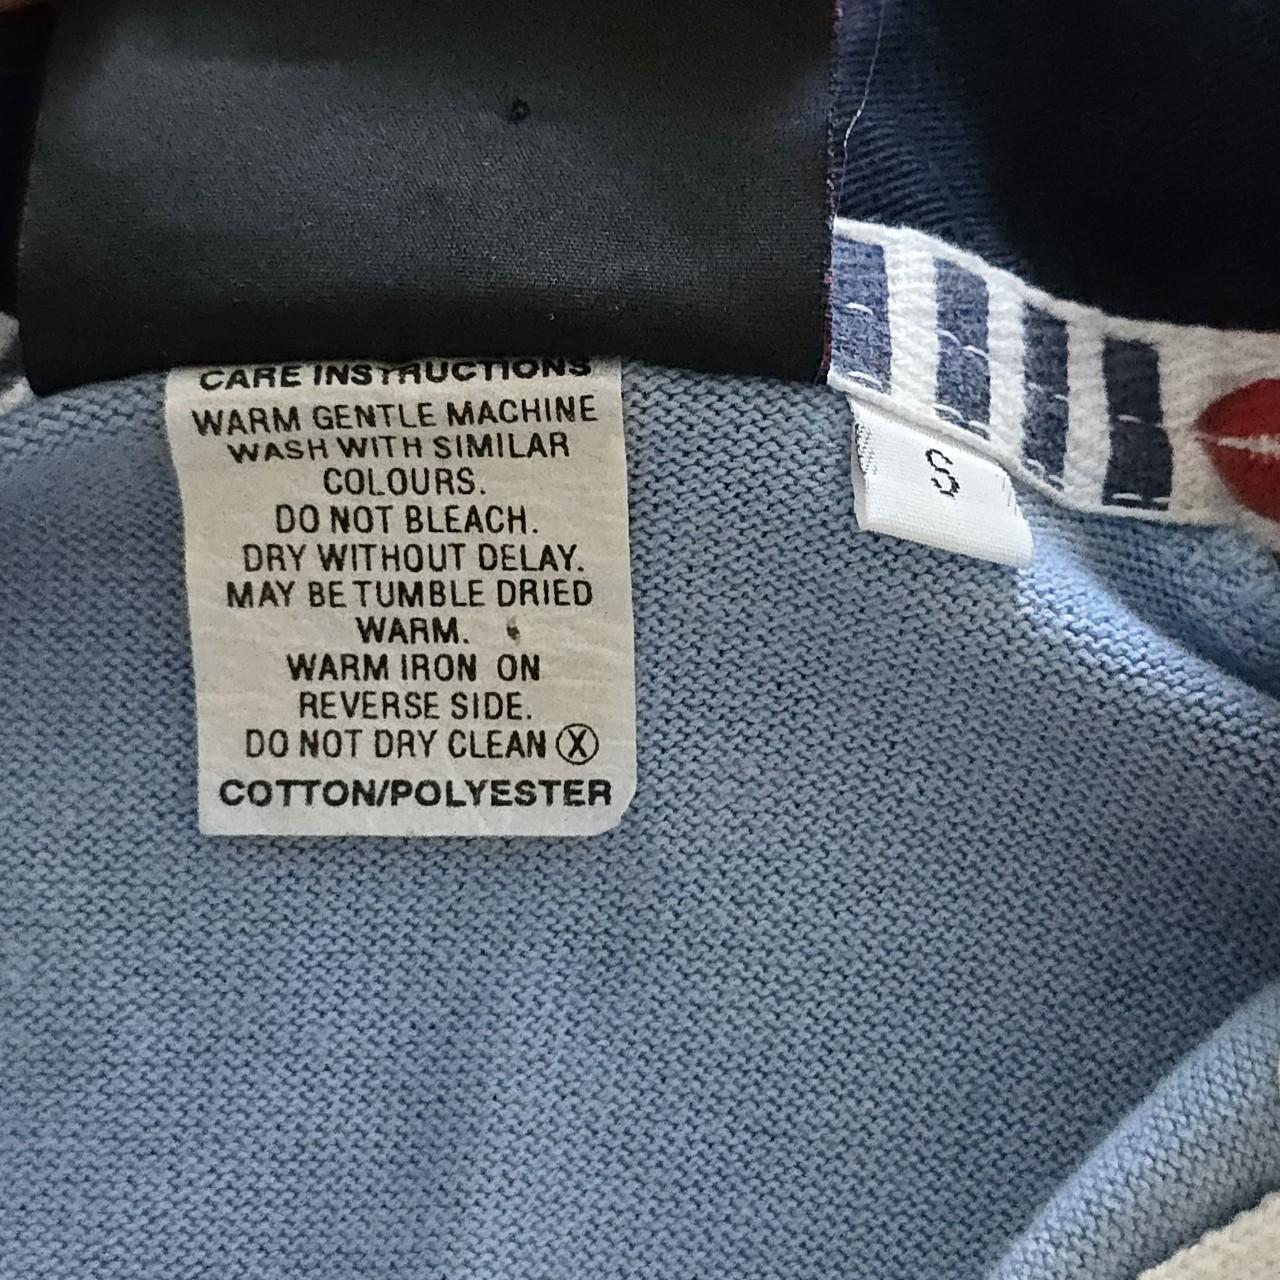 CARE INSTRUCTIONS
WARM GENTLE MACHINE
WASH WITH SIMILAR
COLOURS.
DO NOT BLEACH.
DRY WITHOUT DELAY.
MAY BE TUMBLE DRIED
WARM.
WARM IRON ON
REVERSE SIDE.
DO NOT DRY CLEAN Ⓧ
COTTON/POLYESTER
S